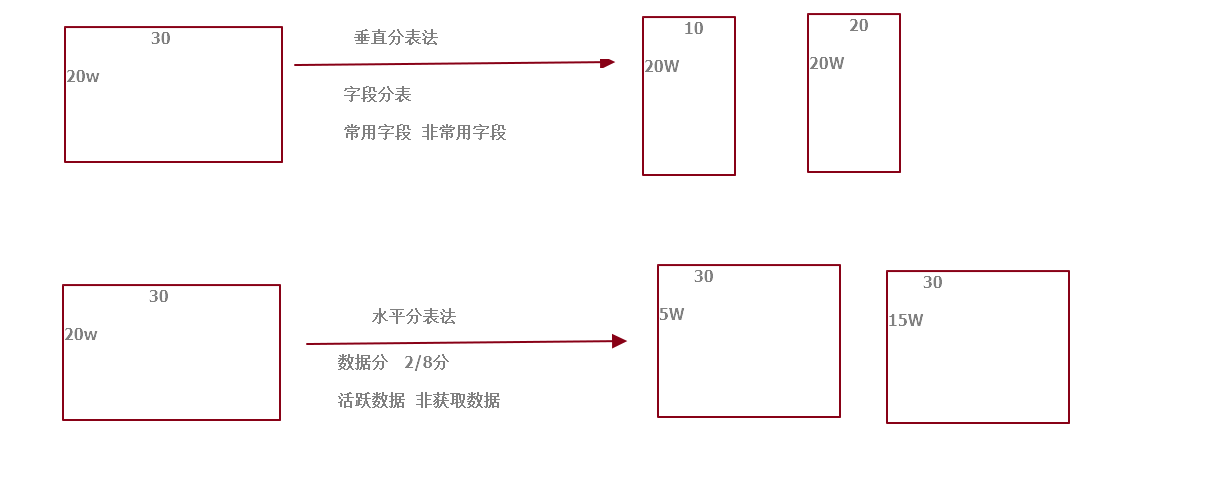 30
20w
垂直分表法
字段分表
常用字段 非常用字段
10
20W
20
20W
30
20w
水平分表法
数据分 2/8分
活跃数据 非获取数据
30
5W
30
15W